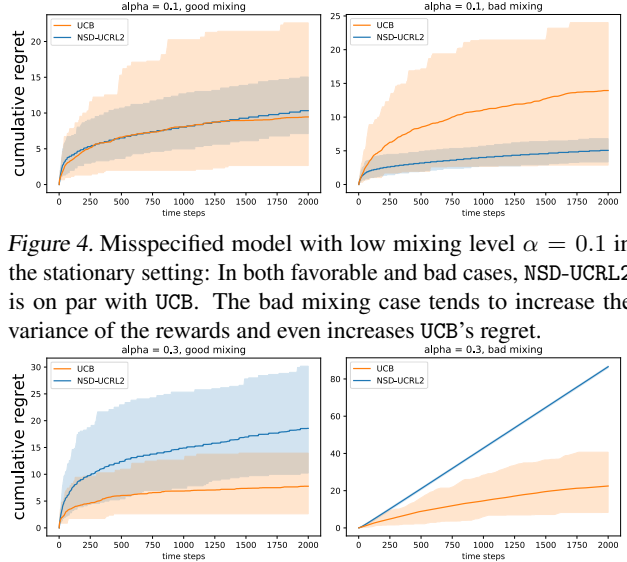 alpha = 0.1, good mixing
alpha = 0.1, bad mixing
UCB
NSD-UCRL2
UCB
NSD-UCRL2
cumulative regret
20
15
10
5
0
25
20
15
10
5
0
0 250 500 750 1000 1250 1500 1750 2000
0 250 500 750 1000 1250 1500 1750 2000
time steps
time steps
Figure 4. Misspecified model with low mixing level α = 0.1 in
the stationary setting: In both favorable and bad cases, NSD-UCRL2
is on par with UCB. The bad mixing case tends to increase the
variance of the rewards and even increases UCB's regret.
alpha = 0.3, good mixing
alpha = 0.3, bad mixing
UCB
NSD-UCRL2
UCB
NSD-UCRL2
cumulative regret
30
25
20
15
10
5
0
80
60
40
20
0
0 250 500 750 1000 1250 1500 1750 2000
0 250 500 750 1000 1250 1500 1750 2000
time steps
time steps